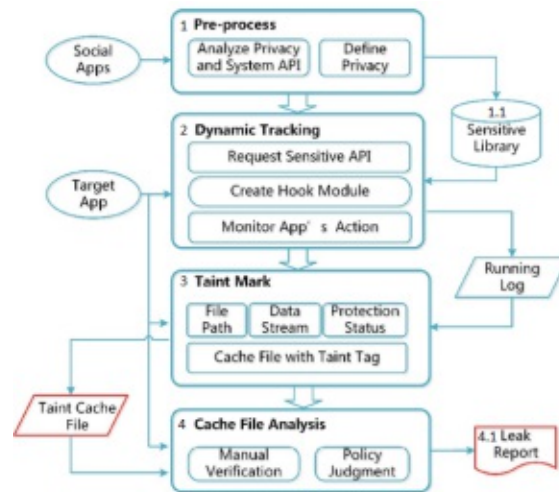 Social
Apps
1 Pre-process
Analyze Privacy
and System API
Define
Privacy
1.1
Sensitive
Library
2 Dynamic Tracking
Request Sensitive API
Create Hook Module
Monitor App's Action
Target
App
Running
Log
3 Taint Mark
File
Path
Data
Stream
Protection
Status
Cache File with Taint Tag
Taint Cache
File
4 Cache File Analysis
Manual
Verification
Policy
Judgment
4.1 Leak
Report